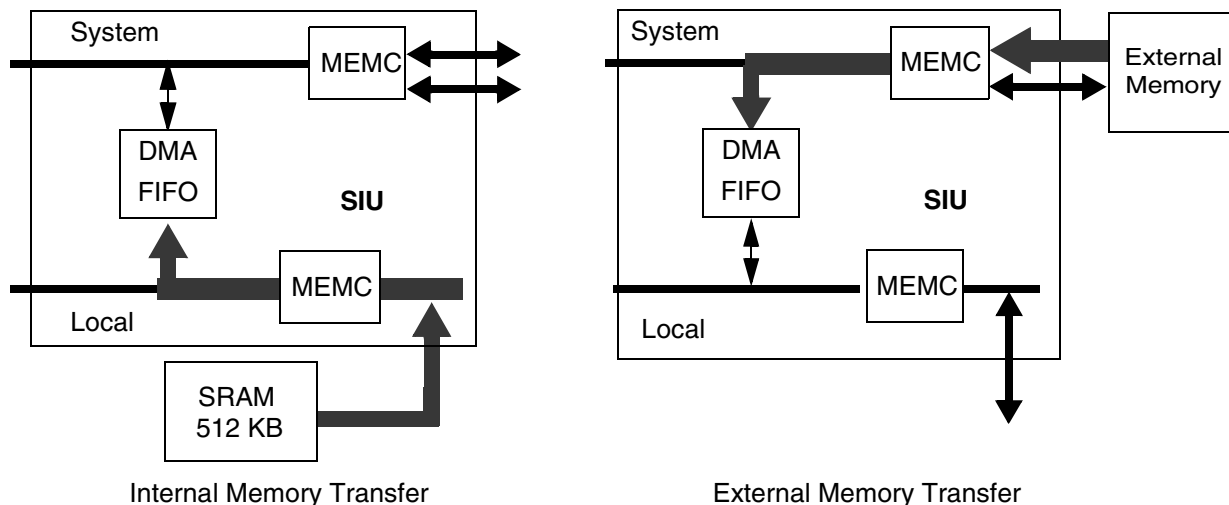 System
MEMC
DMA
FIFO
SIU
MEMC
Local
SRAM
512 KB
Internal Memory Transfer
System
MEMC
External
Memory
DMA
FIFO
SIU
MEMC
Local
External Memory Transfer